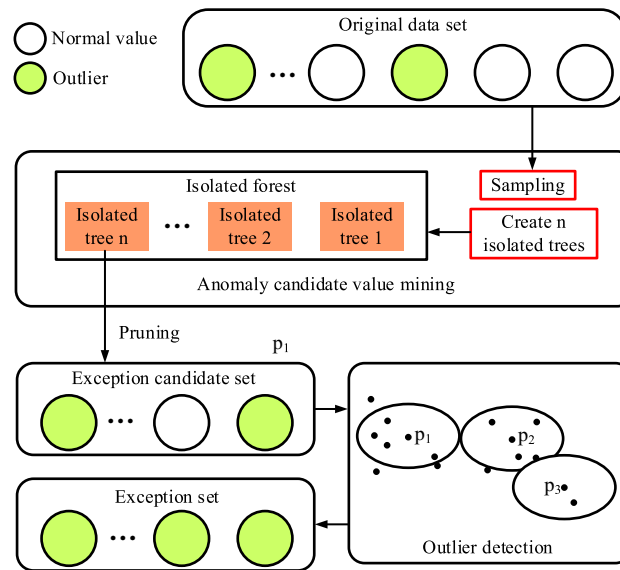 Normal value
Outlier
Original data set
...
Sampling
Create n
isolated trees
Isolated forest
Isolated
tree n
...
Isolated
tree 2
Isolated
tree 1
Anomaly candidate value mining
Pruning
p1
Exception candidate set
...
Exception set
...
p1
p2
p3
Outlier detection